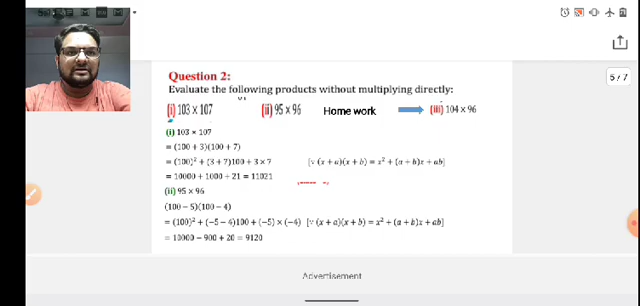 5 / 7
Question 2:
Evaluate the following products without multiplying directly:
(i) 103 × 107 (ii) 95 × 96 Home work (iii) 104 × 96
(i) 103 × 107
= (100 + 3)(100 + 7)
= (100)² + (3 + 7)100 + 3 × 7 [∵ (x + a)(x + b) = x² + (a + b)x + ab]
= 10000 + 1000 + 21 = 11021
(ii) 95 × 96
(100 − 5)(100 − 4)
= (100)² + (−5 − 4)100 + (−5) × (−4) [∵ (x + a)(x + b) = x² + (a + b)x + ab]
= 10000 − 900 + 20 = 9120
Advertisement